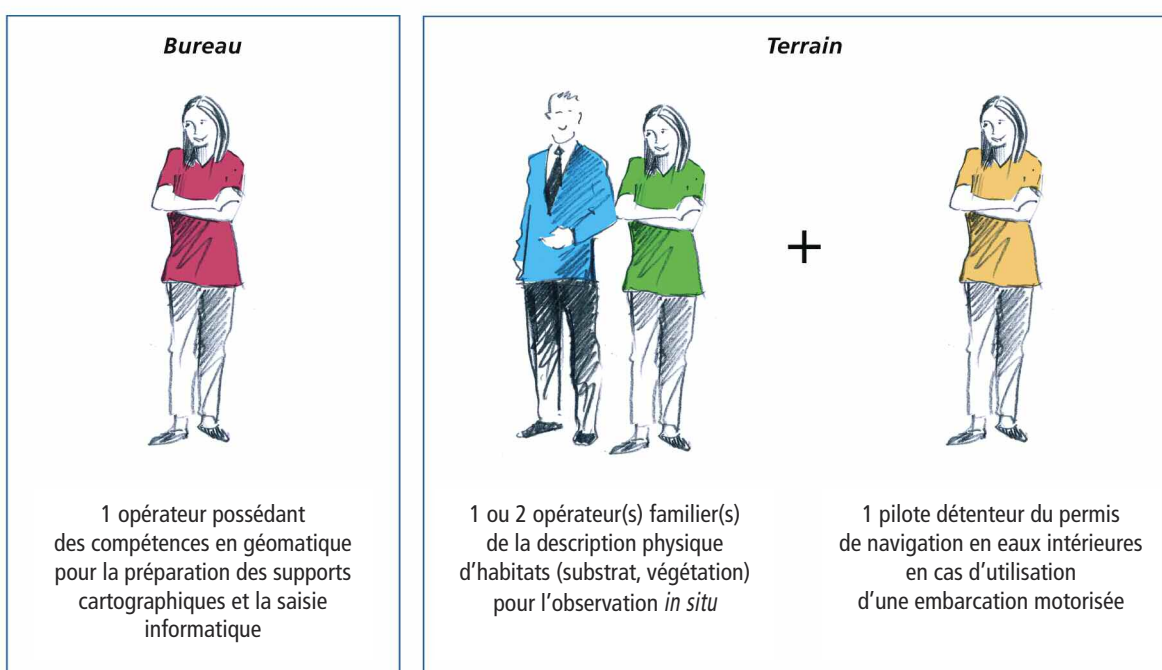 Bureau
1 opérateur possédant
des compétences en géomatique
pour la préparation des supports
cartographiques et la saisie
informatique
Terrain
+
1 ou 2 opérateur(s) familier(s)
de la description physique
d'habitats (substrat, végétation)
pour l'observation in situ
1 pilote détenteur du permis
de navigation en eaux intérieures
en cas d'utilisation
d'une embarcation motorisée